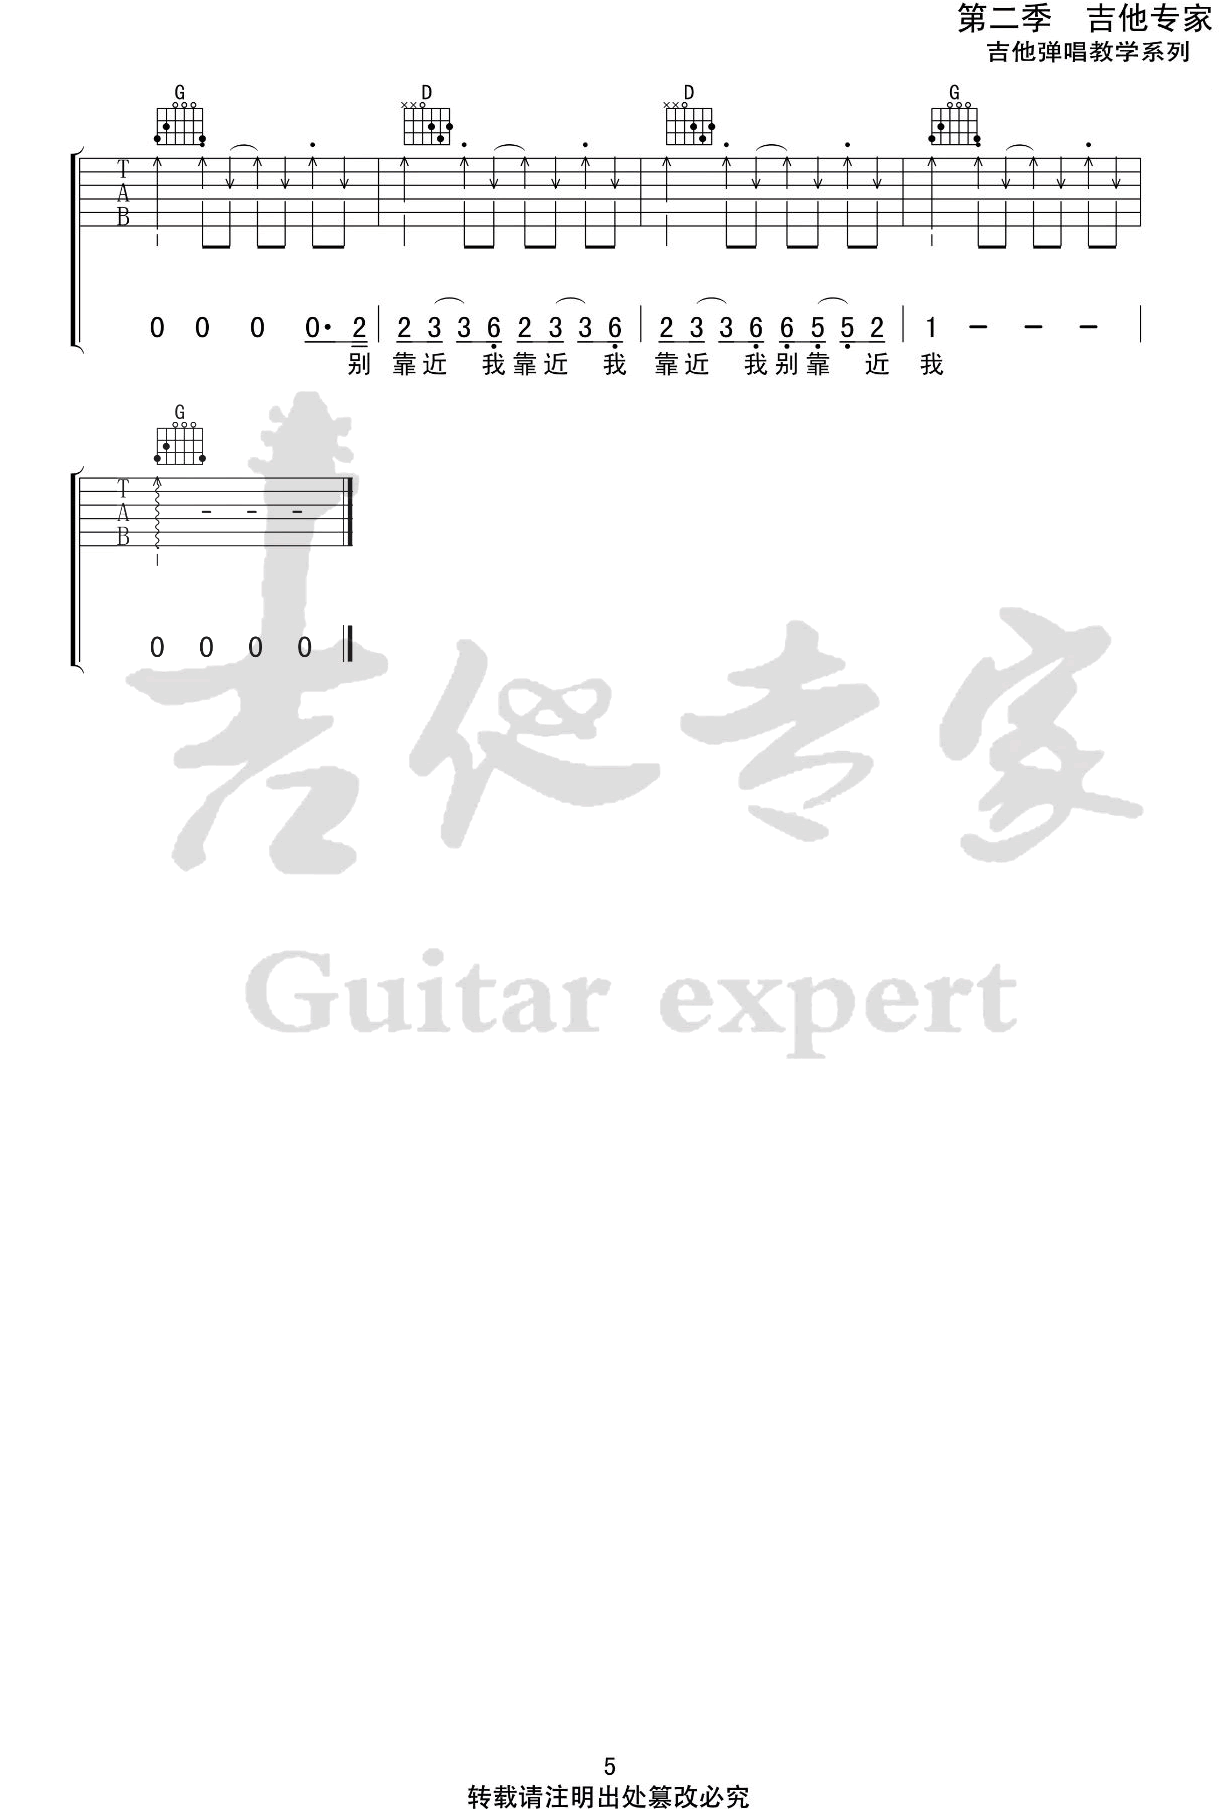 第二季 吉他专家
吉他弹唱教学系列
G D D G
T
A
B
0 0 0 0· 2 2 3 3 6 2 3 3 6 2 3 3 6 6 5 5 2 1 - - -
别 靠近 我靠近 我 靠近 我别靠 近 我
G
T
A
B
- - -
0 0 0 0
吉他专家
Guitar expert
5
转载请注明出处篡改必究